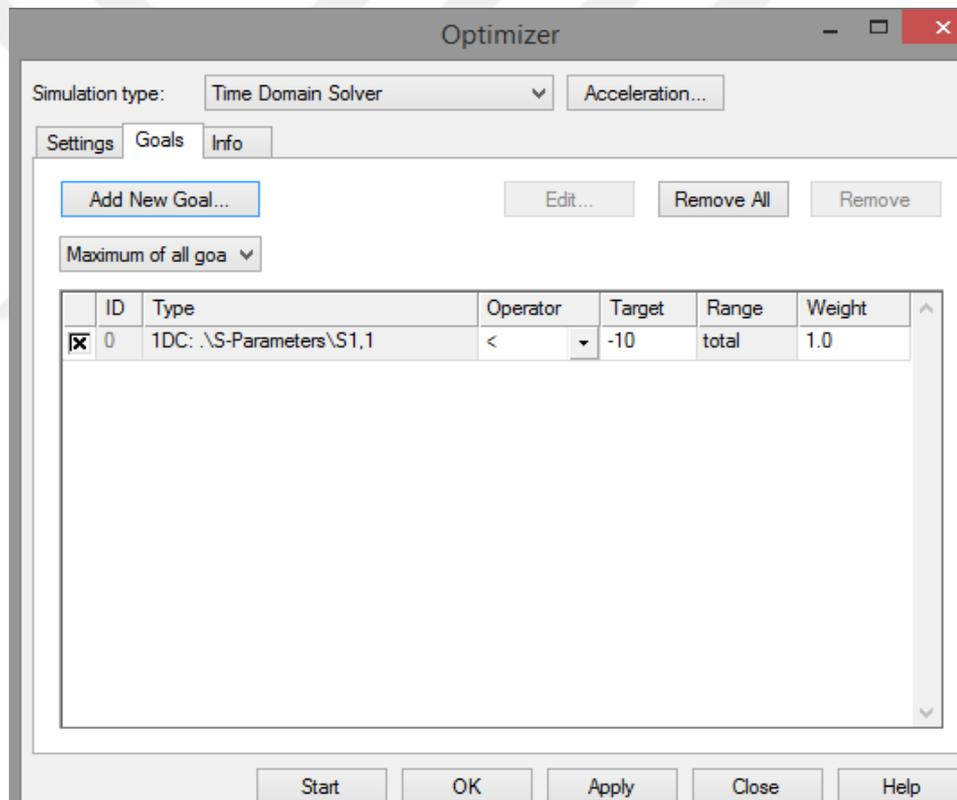 Optimizer
Simulation type: Time Domain Solver Acceleration...
Settings Goals Info
Add New Goal... Edit... Remove All Remove
Maximum of all goa
ID Type Operator Target Range Weight
0 1DC: .\S-Parameters\S1,1 < -10 total 1.0
Start OK Apply Close Help